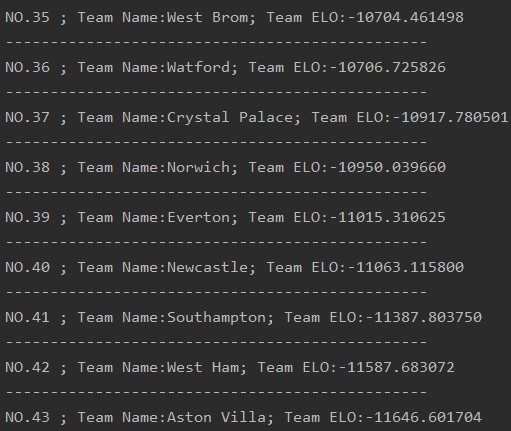 NO.35 ; Team Name:West Brom; Team ELO:-10704.461498
-----------------------------------------------
NO.36 ; Team Name:Watford; Team ELO:-10706.725826
-----------------------------------------------
NO.37 ; Team Name:Crystal Palace; Team ELO:-10917.780501
-----------------------------------------------
NO.38 ; Team Name:Norwich; Team ELO:-10950.039660
-----------------------------------------------
NO.39 ; Team Name:Everton; Team ELO:-11015.310625
-----------------------------------------------
NO.40 ; Team Name:Newcastle; Team ELO:-11063.115800
-----------------------------------------------
NO.41 ; Team Name:Southampton; Team ELO:-11387.803750
-----------------------------------------------
NO.42 ; Team Name:West Ham; Team ELO:-11587.683072
-----------------------------------------------
NO.43 ; Team Name:Aston Villa; Team ELO:-11646.601704